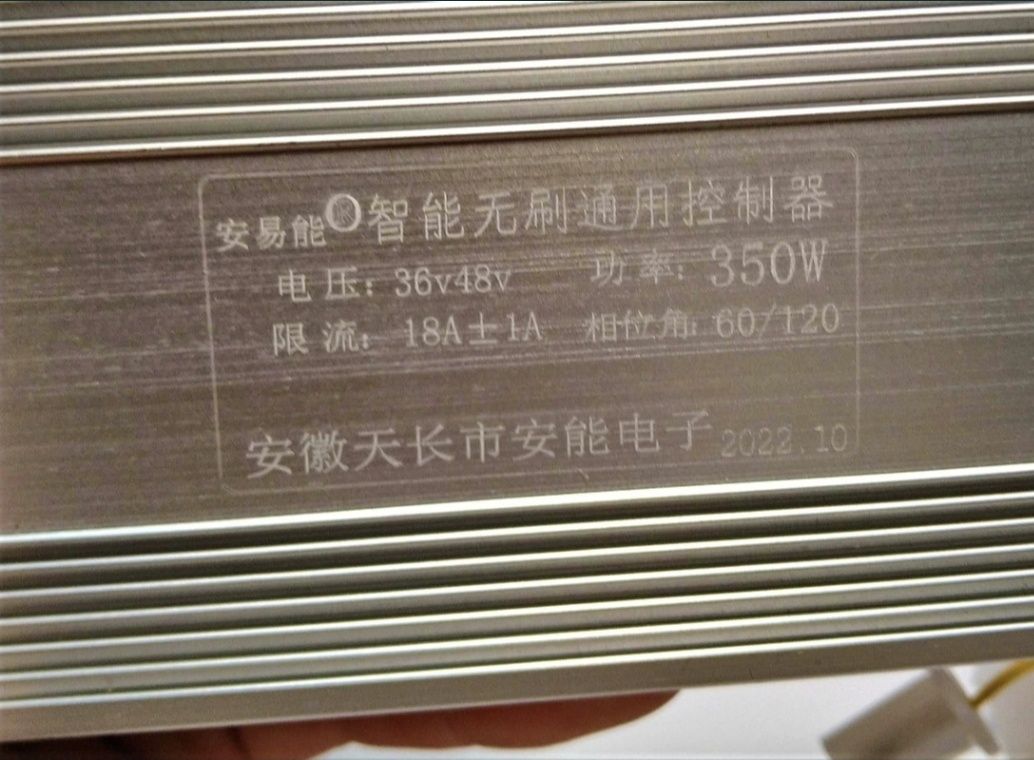 安易能®智能无刷通用控制器
电压：36v48v 功率：350W
限流：18A±1A 相位角：60/120
安徽天长市安能电子 2022.10